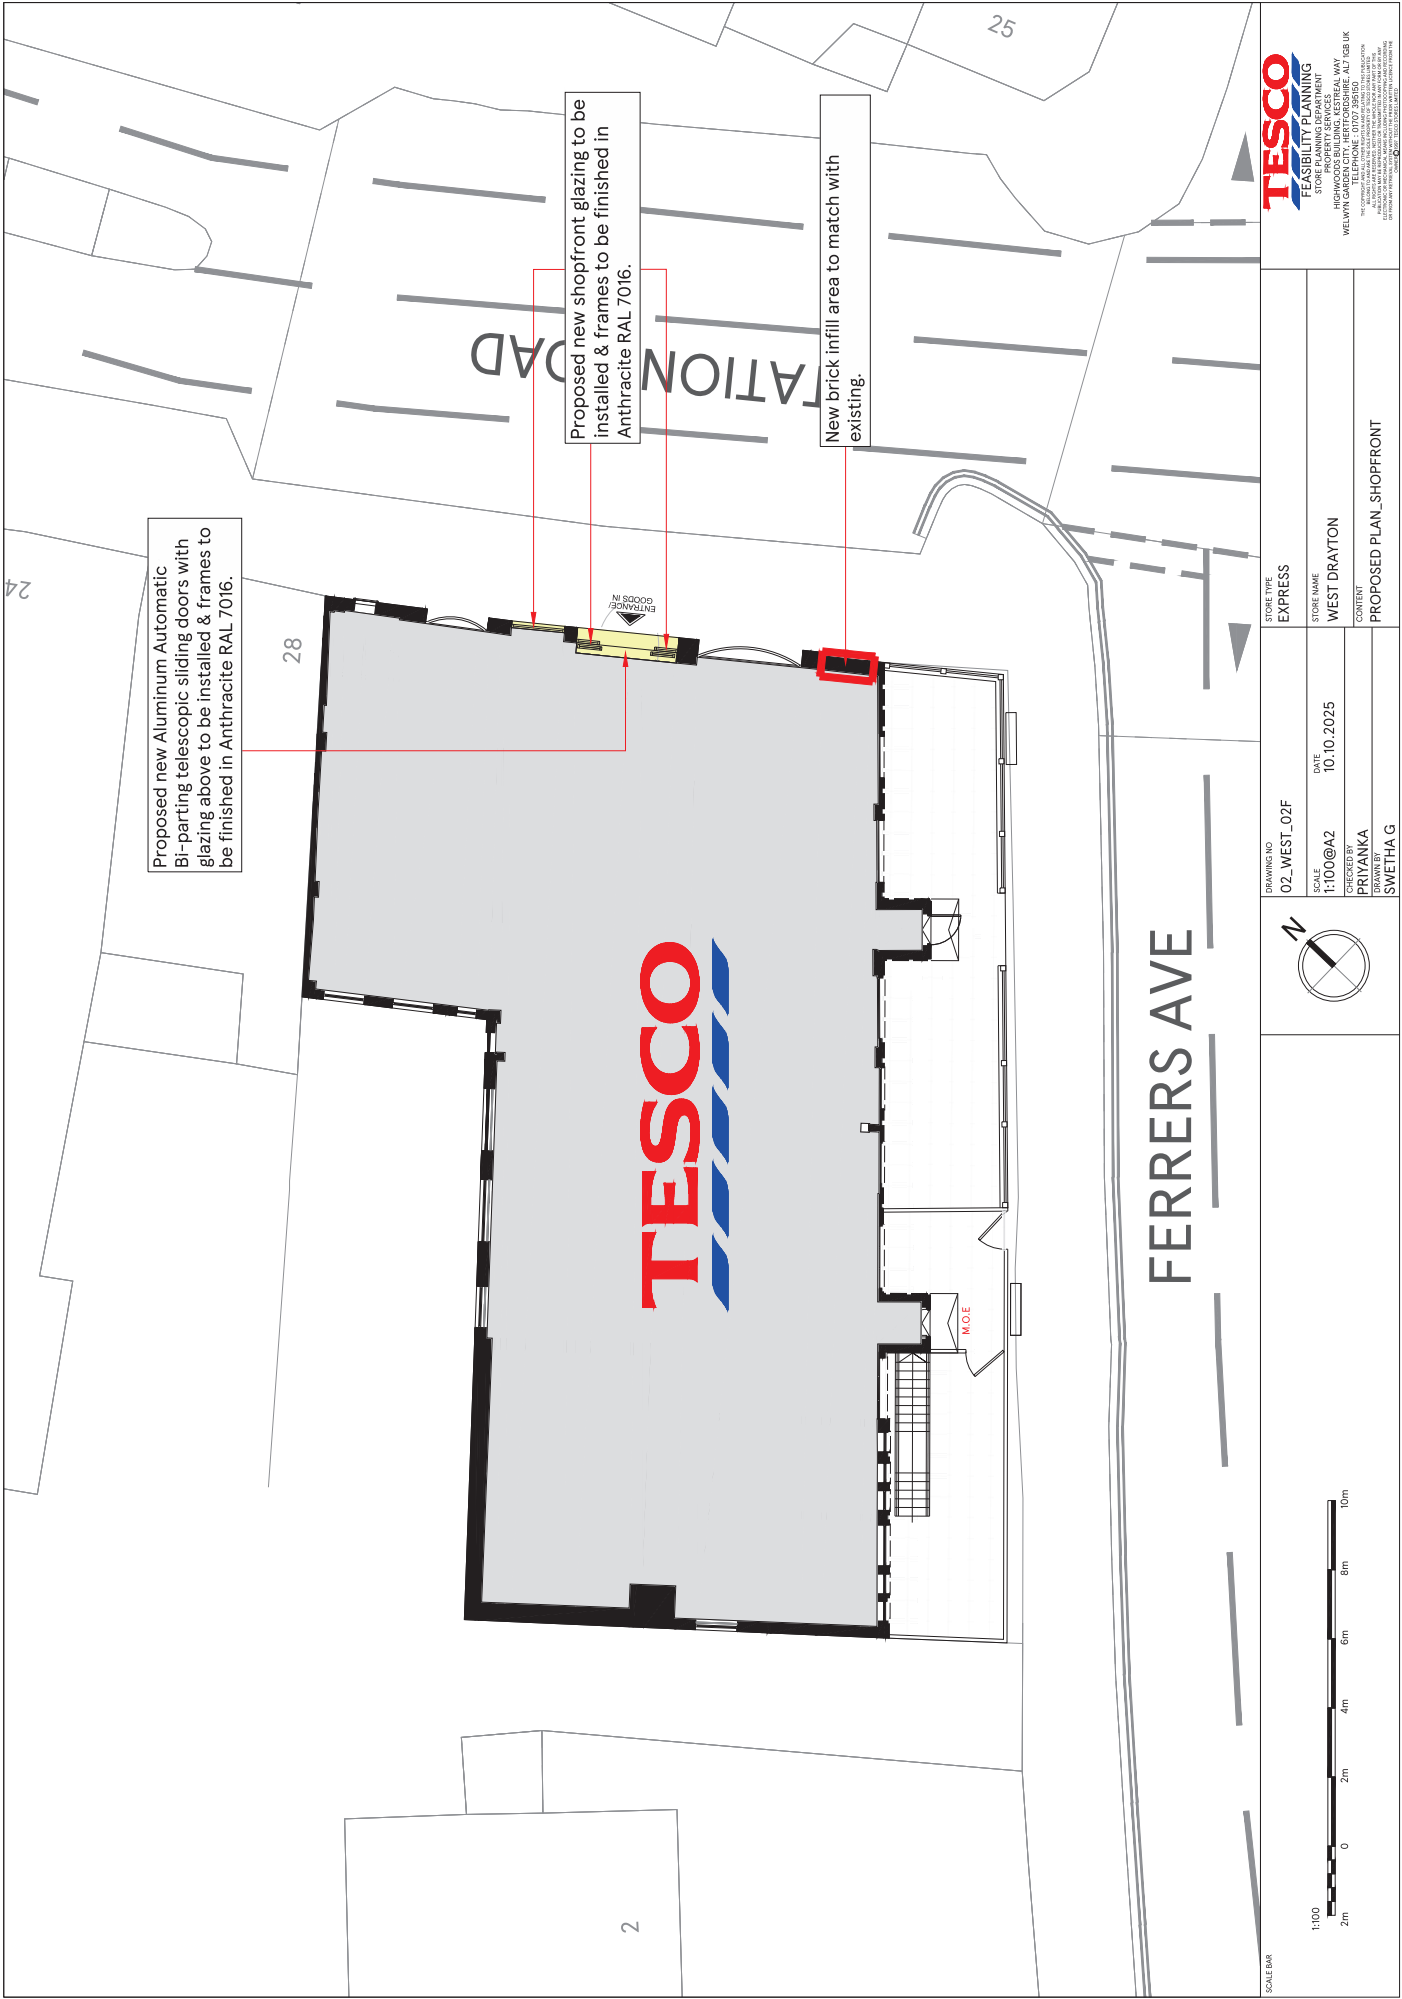 Proposed new Aluminum Automatic
Bi-parting telescopic sliding doors with
glazing above to be installed & frames to
be finished in Anthracite RAL 7016.
Proposed new shopfront glazing to be
installed & frames to be finished in
Anthracite RAL 7016.
New brick infill area to match with
existing.
24
28
25
2
TATION
OAD
ENTRANCE/
GOODS IN
TESCO
M.O.E
FERRERS AVE
SCALE BAR
1:100
2m
0
2m
4m
6m
8m
10m
N
DRAWING NO
02_WEST_02F
SCALE
1:100@A2
DATE
10.10.2025
CHECKED BY
PRIYANKA
DRAWN BY
SWETHA G
STORE TYPE
EXPRESS
STORE NAME
WEST DRAYTON
CONTENT
PROPOSED PLAN_SHOPFRONT
TESCO
FEASIBILITY PLANNING
STORE PLANNING DEPARTMENT
PROPERTY SERVICES
HIGHWOODS BUILDING, KESTREAL WAY
WELWYN GARDEN CITY, HERTFORDSHIRE, AL7 1GB UK
TELEPHONE : 01707 395150